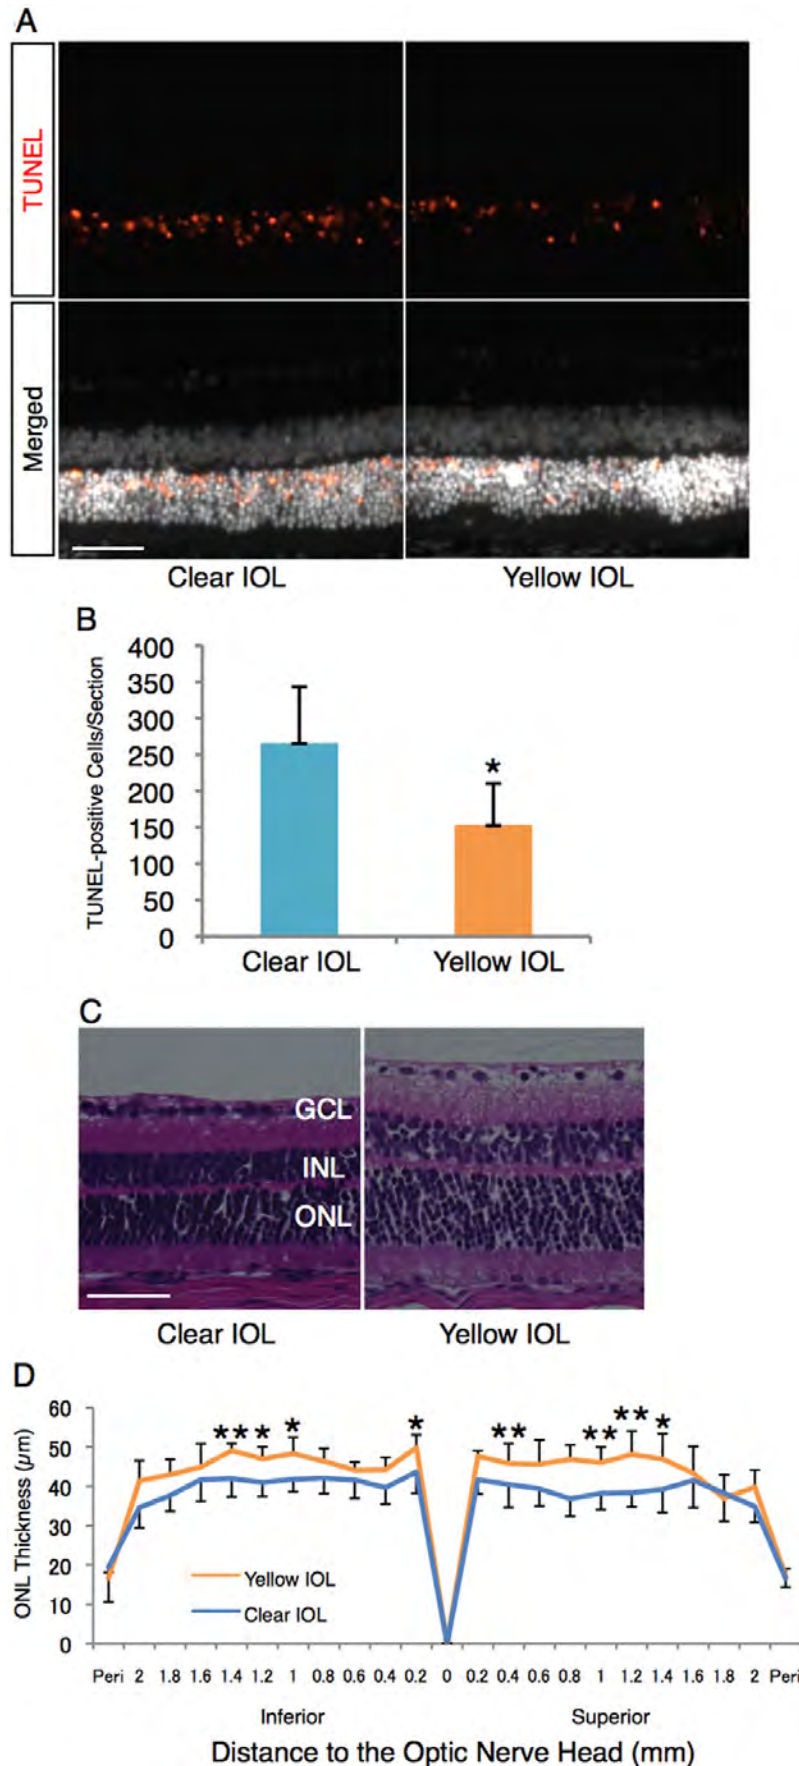 A
TUNEL
Merged
Clear IOL Yellow IOL
B
TUNEL-positive Cells/Section
400
350
300
250
200
150
100
50
0
*
Clear IOL Yellow IOL
C
GCL
INL
ONL
Clear IOL Yellow IOL
D
ONL Thickness (µm)
60
50
40
30
20
10
0
** * * * ** ** ** *
Yellow IOL
Clear IOL
Peri 2 1.8 1.6 1.4 1.2 1 0.8 0.6 0.4 0.2 0 0.2 0.4 0.6 0.8 1 1.2 1.4 1.6 1.8 2 Peri
Inferior Superior
Distance to the Optic Nerve Head (mm)